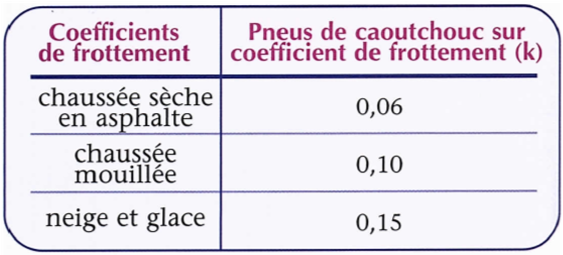 Coefficients
de frottement
Pneus de caoutchouc sur
coefficient de frottement (k)
chaussée sèche
en asphalte
0,06
chaussée
mouillée
0,10
neige et glace
0,15